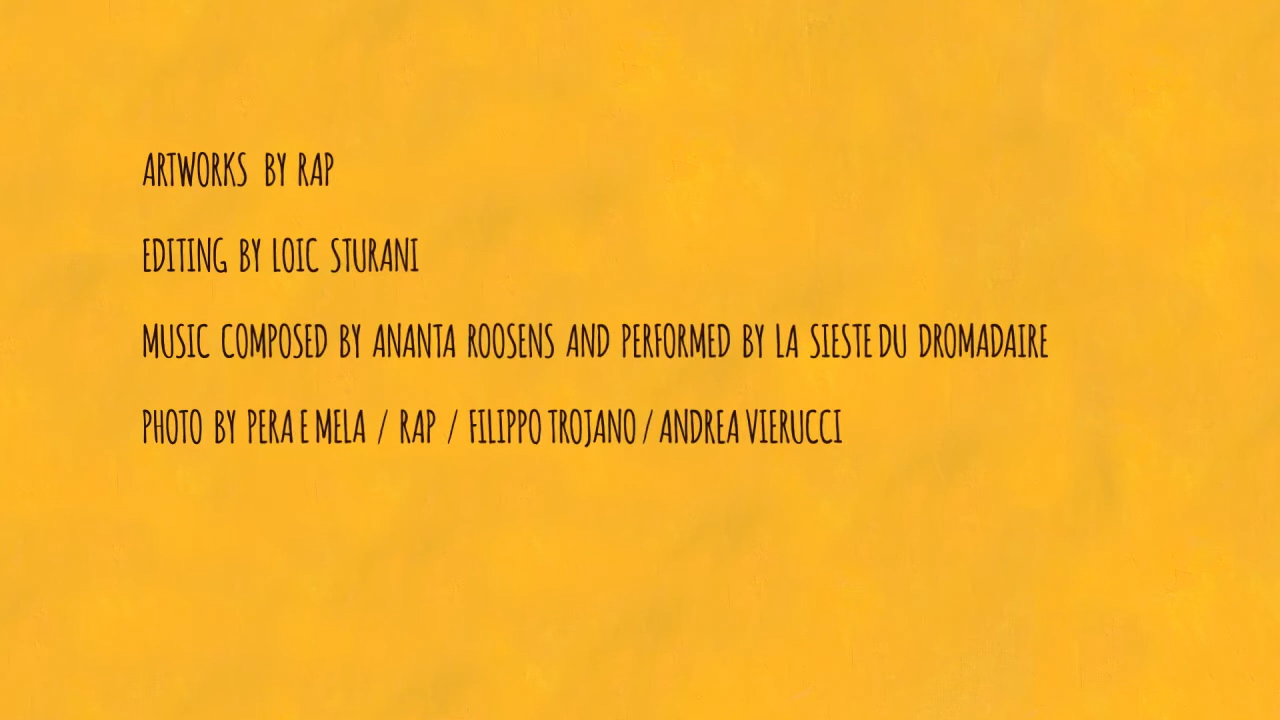 ARTWORKS BY RAP
EDITING BY LOIC STURANI
MUSIC COMPOSED BY ANANTA ROOSENS AND PERFORMED BY LA SIESTE DU DROMADAIRE
PHOTO BY PERA E MELA / RAP / FILIPPO TROJANO / ANDREA VIERUCCI